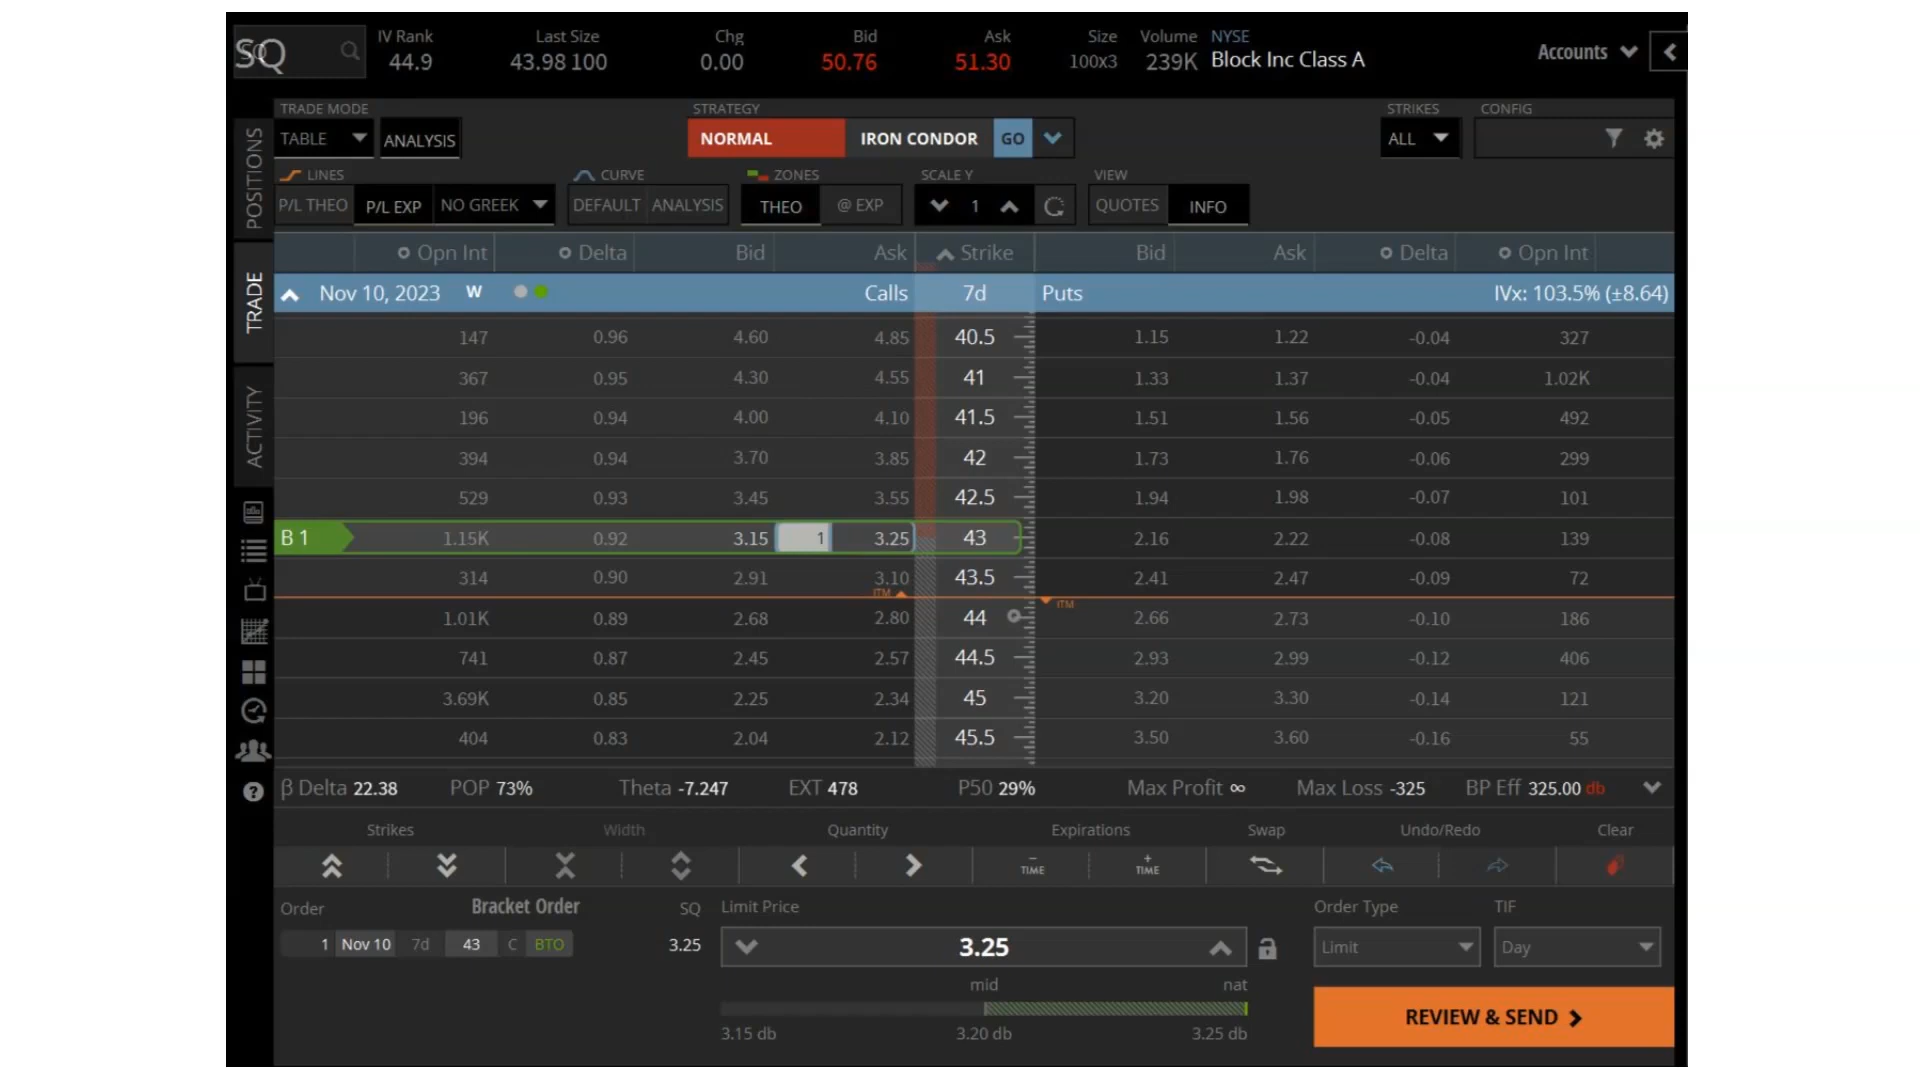 SQ
IV Rank Last Size Chg Bid Ask Size Volume NYSE
44.9 43.98 100 0.00 50.76 51.30 100x3 239K Block Inc Class A
Accounts
TRADE MODE STRATEGY STRIKES CONFIG
TABLE ANALYSIS NORMAL IRON CONDOR GO ALL
LINES CURVE ZONES SCALE Y VIEW
P/L THEO P/L EXP NO GREEK DEFAULT ANALYSIS THEO @ EXP 1 QUOTES INFO
POSITIONS
TRADE
ACTIVITY
Opn Int Delta Bid Ask Strike Bid Ask Delta Opn Int
Nov 10, 2023 W Calls 7d Puts IVx: 103.5% (±8.64)
147 0.96 4.60 4.85 40.5 1.15 1.22 -0.04 327
367 0.95 4.30 4.55 41 1.33 1.37 -0.04 1.02K
196 0.94 4.00 4.10 41.5 1.51 1.56 -0.05 492
394 0.94 3.70 3.85 42 1.73 1.76 -0.06 299
529 0.93 3.45 3.55 42.5 1.94 1.98 -0.07 101
B 1 1.15K 0.92 3.15 1 3.25 43 2.16 2.22 -0.08 139
314 0.90 2.91 3.10 43.5 2.41 2.47 -0.09 72
ITM ITM
1.01K 0.89 2.68 2.80 44 2.66 2.73 -0.10 186
741 0.87 2.45 2.57 44.5 2.93 2.99 -0.12 406
3.69K 0.85 2.25 2.34 45 3.20 3.30 -0.14 121
404 0.83 2.04 2.12 45.5 3.50 3.60 -0.16 55
β Delta 22.38 POP 73% Theta -7.247 EXT 478 P50 29% Max Profit ∞ Max Loss -325 BP Eff 325.00 db
Strikes Width Quantity Expirations Swap Undo/Redo Clear
− TIME + TIME
Order Bracket Order SQ Limit Price Order Type TIF
1 Nov 10 7d 43 C BTO 3.25 3.25 Limit Day
mid nat
3.15 db 3.20 db 3.25 db
REVIEW & SEND